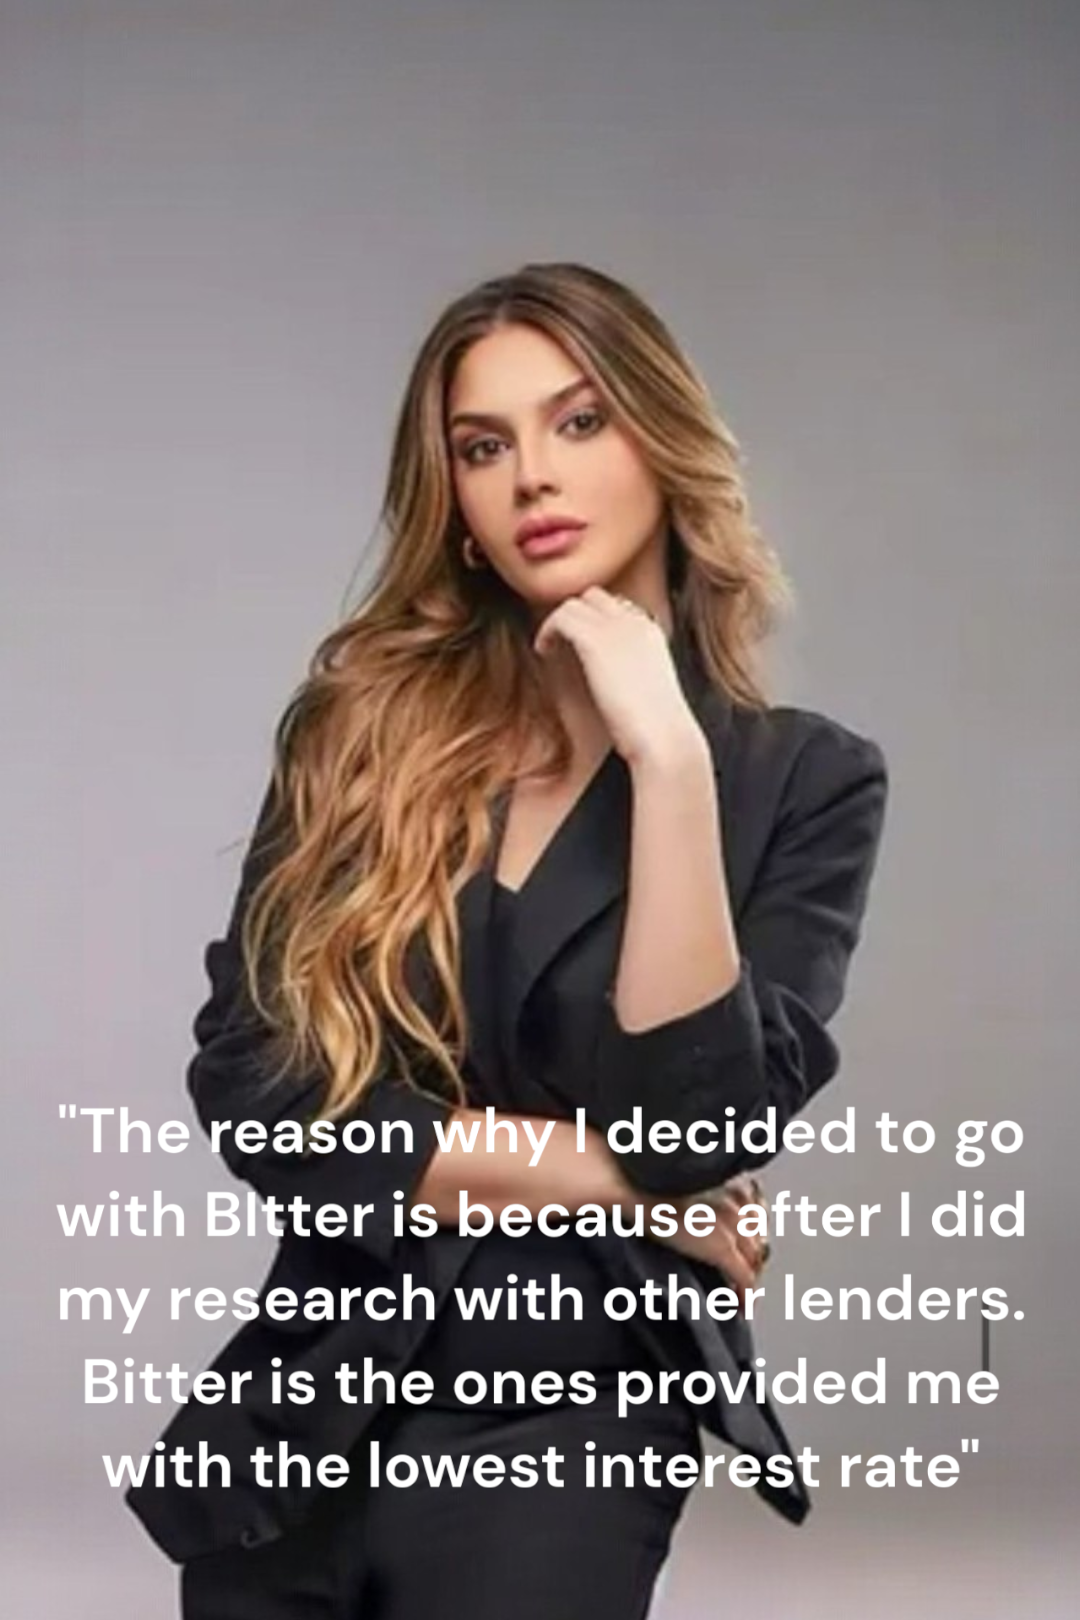 "The reason why I decided to go
with BItter is because after I did
my research with other lenders.
Bitter is the ones provided me
with the lowest interest rate"